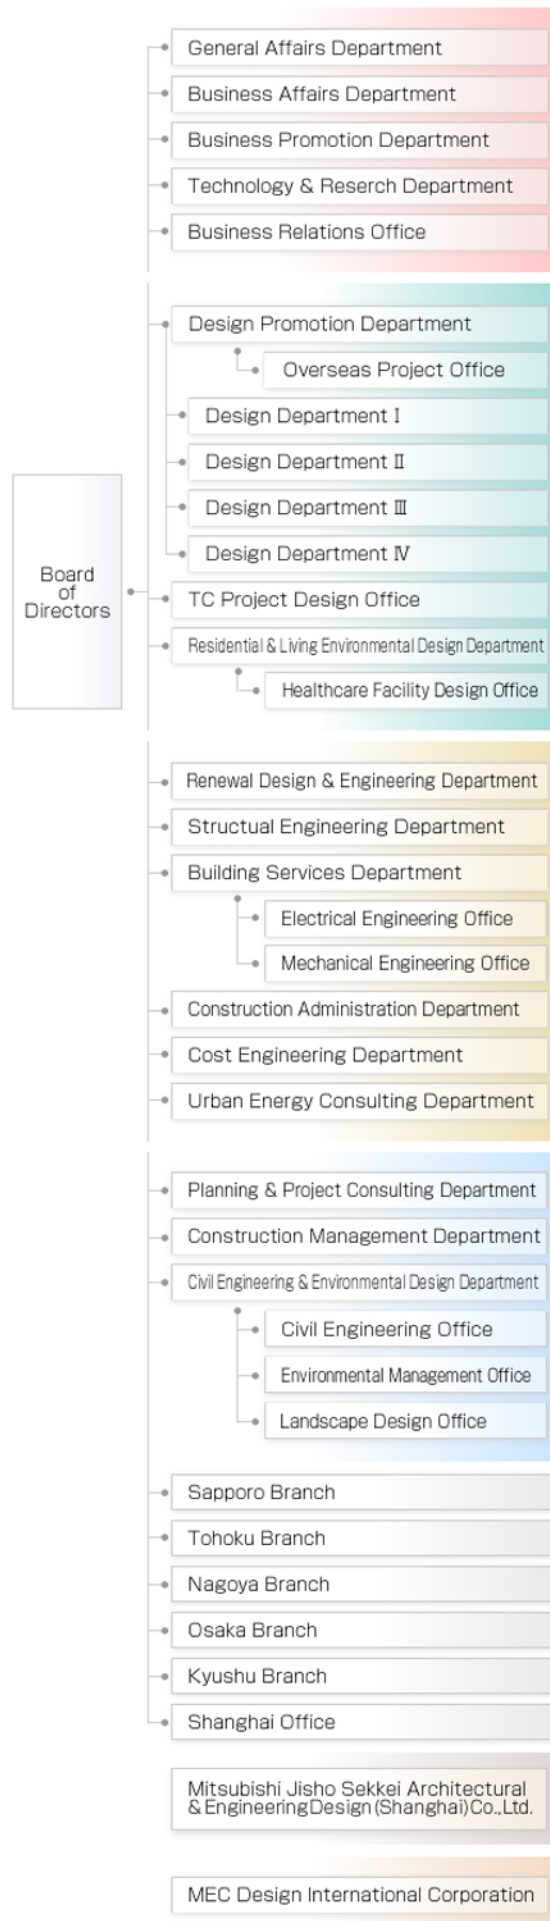 General Affairs Department
Business Affairs Department
Business Promotion Department
Technology & Reserch Department
Business Relations Office
Design Promotion Department
Overseas Project Office
Design Department Ⅰ
Design Department Ⅱ
Design Department Ⅲ
Design Department Ⅳ
Board
of
Directors
TC Project Design Office
Residential & Living Environmental Design Department
Healthcare Facility Design Office
Renewal Design & Engineering Department
Structual Engineering Department
Building Services Department
Electrical Engineering Office
Mechanical Engineering Office
Construction Administration Department
Cost Engineering Department
Urban Energy Consulting Department
Planning & Project Consulting Department
Construction Management Department
Civil Engineering & Environmental Design Department
Civil Engineering Office
Environmental Management Office
Landscape Design Office
Sapporo Branch
Tohoku Branch
Nagoya Branch
Osaka Branch
Kyushu Branch
Shanghai Office
Mitsubishi Jisho Sekkei Architectural
& Engineering Design (Shanghai) Co., Ltd.
MEC Design International Corporation